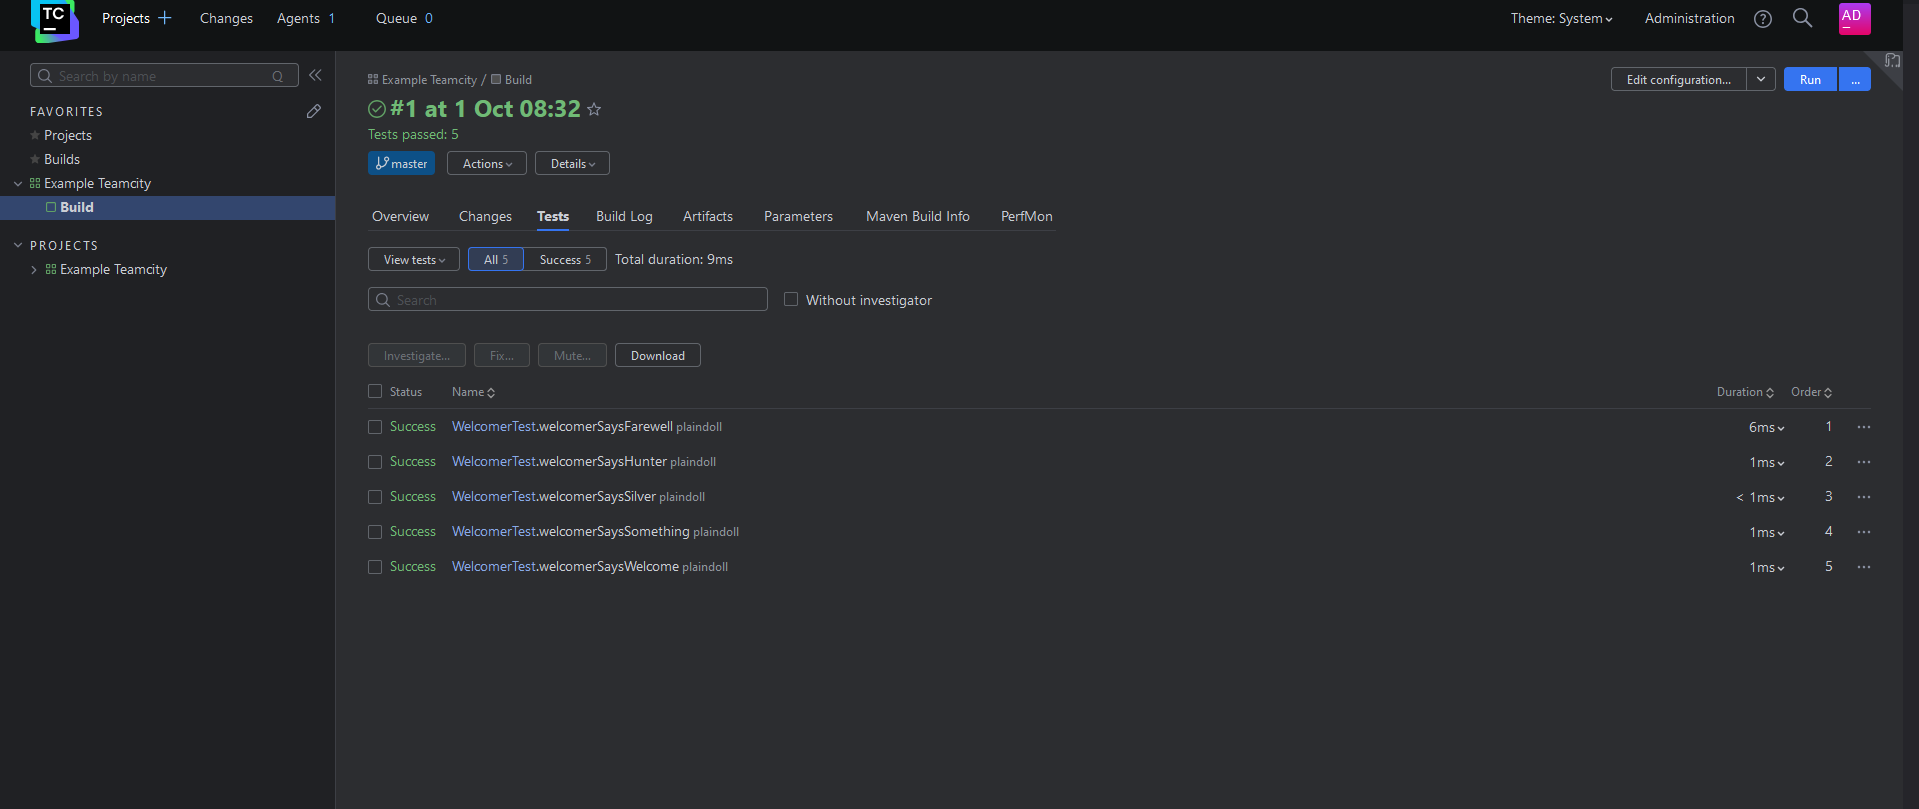 TC
Projects
Changes
Agents 1
Queue 0
Theme: System
Administration
?
AD
Search by name
Q
FAVORITES
Projects
Builds
Example Teamcity
Build
PROJECTS
Example Teamcity
Example Teamcity / Build
Edit configuration...
Run
...
#1 at 1 Oct 08:32
Tests passed: 5
master
Actions
Details
Overview
Changes
Tests
Build Log
Artifacts
Parameters
Maven Build Info
PerfMon
View tests
All 5
Success 5
Total duration: 9ms
Search
Without investigator
Investigate...
Fix...
Mute...
Download
Status Name Duration Order
Success WelcomerTest.welcomerSaysFarewell plaindoll 6ms 1
Success WelcomerTest.welcomerSaysHunter plaindoll 1ms 2
Success WelcomerTest.welcomerSaysSilver plaindoll < 1ms 3
Success WelcomerTest.welcomerSaysSomething plaindoll 1ms 4
Success WelcomerTest.welcomerSaysWelcome plaindoll 1ms 5